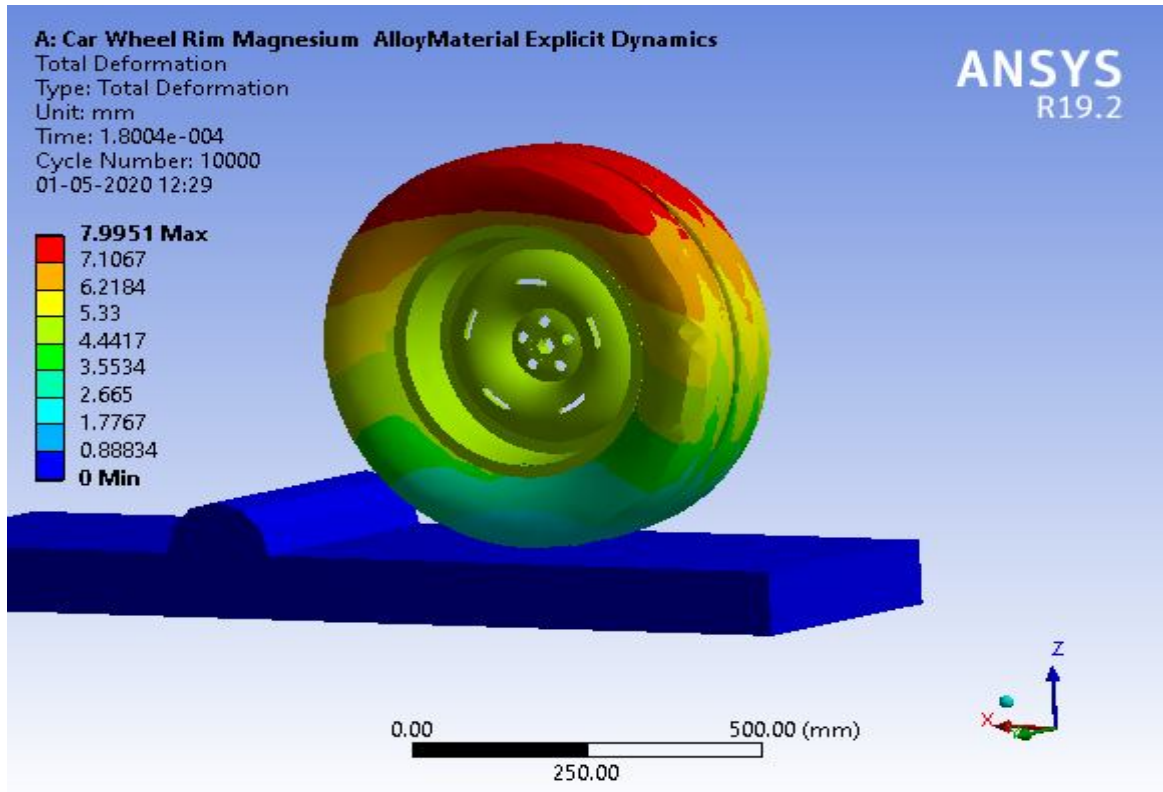 A: Car Wheel Rim Magnesium  AlloyMaterial Explicit Dynamics
Total Deformation
Type: Total Deformation
Unit: mm
Time: 1.8004e-004
Cycle Number: 10000
01-05-2020 12:29
ANSYS
R19.2
7.9951 Max
7.1067
6.2184
5.33
4.4417
3.5534
2.665
1.7767
0.88834
0 Min
0.00
500.00 (mm)
250.00
Z
X